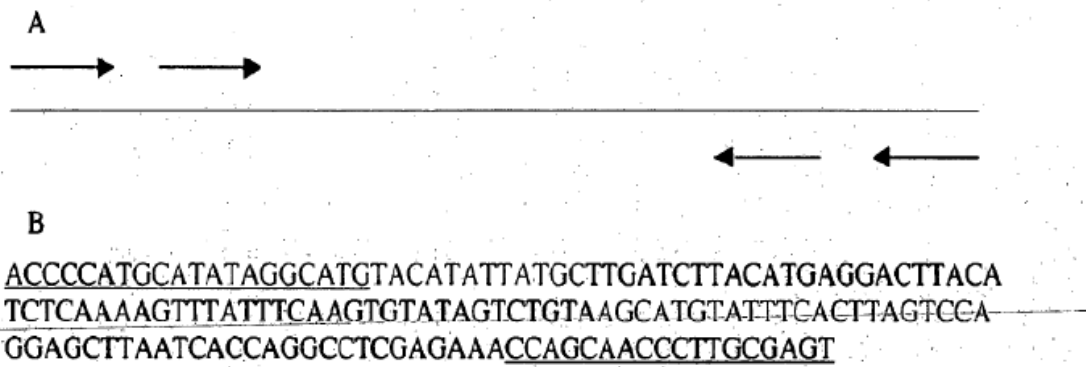 A
B
ACCCCATGCATATAGGCATGTACATATTATGCTTGATCTTACATGAGGACTTACA
TCTCAAAAGTTTATTTCAAGTGTATAGTCTGTAAGCATGTATTTCACTTAGTCCA
GGAGCTTAATCACCAGGCCTCGAGAAACCAGCAACCCTTGCGAGT